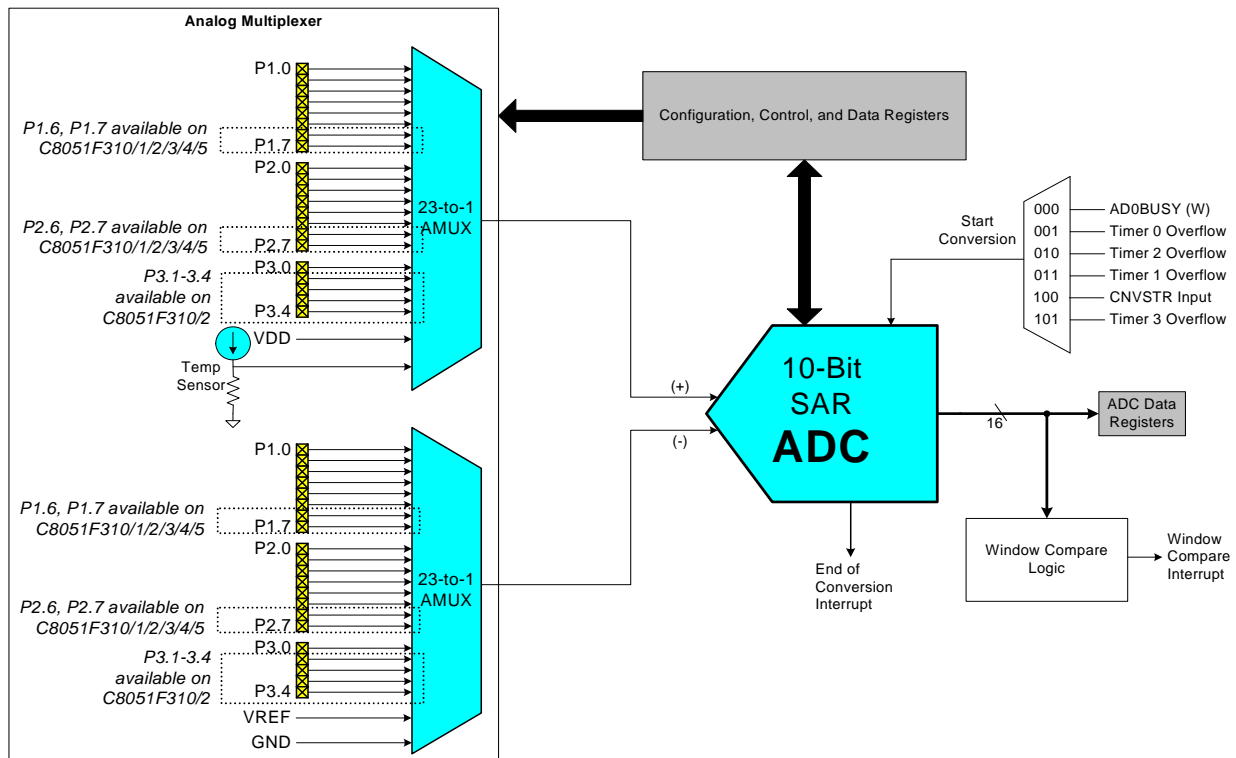 Analog Multiplexer
P1.0
P1.6, P1.7 available on
C8051F310/1/2/3/4/5
P1.7
P2.0
23-to-1
AMUX
P2.6, P2.7 available on
C8051F310/1/2/3/4/5
P2.7
P3.0
P3.1-3.4
available on
C8051F310/2
P3.4
VDD
Temp
Sensor
P1.0
P1.6, P1.7 available on
C8051F310/1/2/3/4/5
P1.7
P2.0
23-to-1
AMUX
P2.6, P2.7 available on
C8051F310/1/2/3/4/5
P2.7
P3.0
P3.1-3.4
available on
C8051F310/2
P3.4
VREF
GND
Configuration, Control, and Data Registers
Start
Conversion
000 AD0BUSY (W)
001 Timer 0 Overflow
010 Timer 2 Overflow
011 Timer 1 Overflow
100 CNVSTR Input
101 Timer 3 Overflow
(+)
(-)
10-Bit
SAR
ADC
16
ADC Data
Registers
End of
Conversion
Interrupt
Window Compare
Logic
Window
Compare
Interrupt